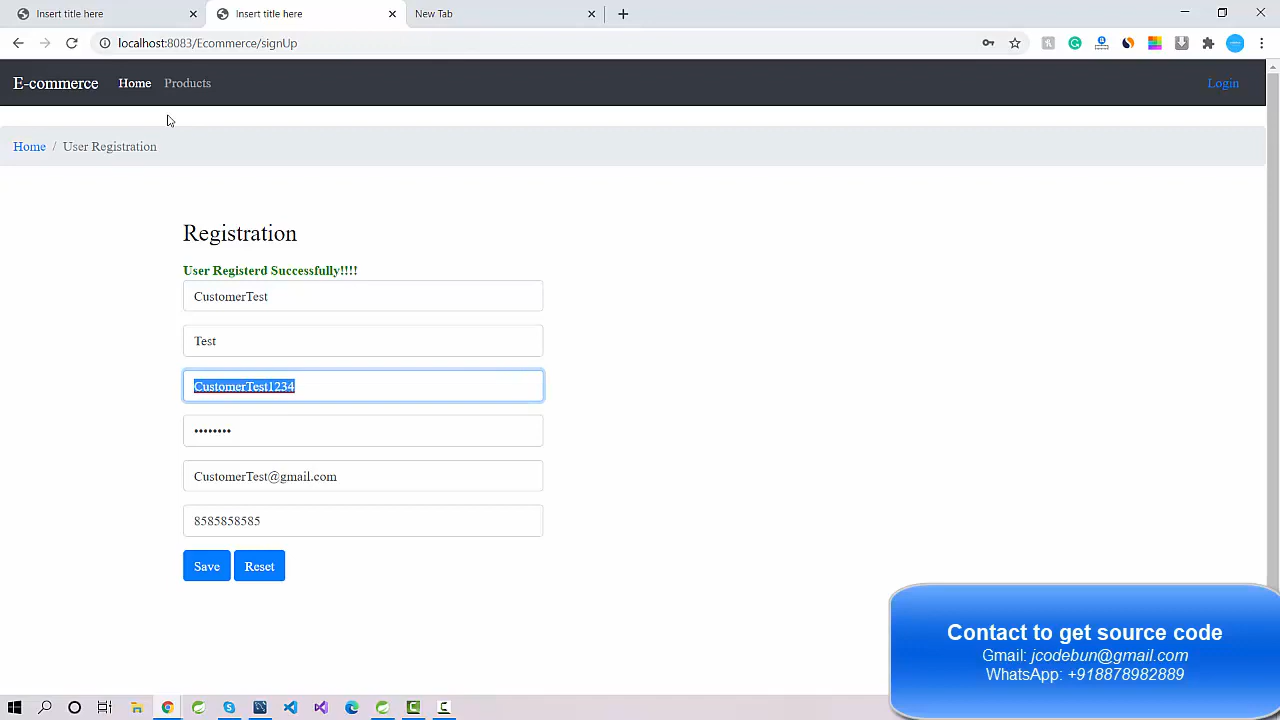 Insert title here
Insert title here
New Tab
localhost:8083/Ecommerce/signUp
E-commerce Home Products Login
Home / User Registration
Registration
User Registerd Successfully!!!!
CustomerTest
Test
CustomerTest1234
••••••••
CustomerTest@gmail.com
8585858585
Save Reset
Contact to get source code
Gmail: jcodebun@gmail.com
WhatsApp: +918878982889